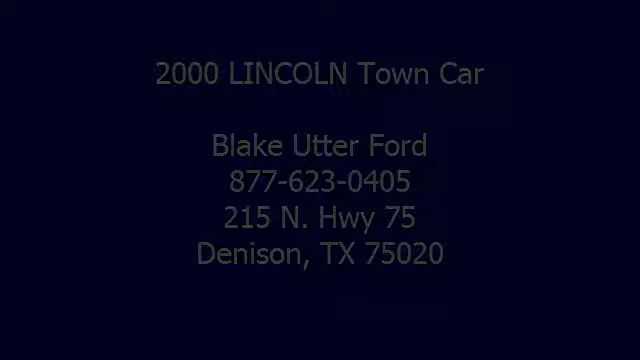 2000 LINCOLN Town Car
Blake Utter Ford
877-623-0405
215 N. Hwy 75
Denison, TX 75020